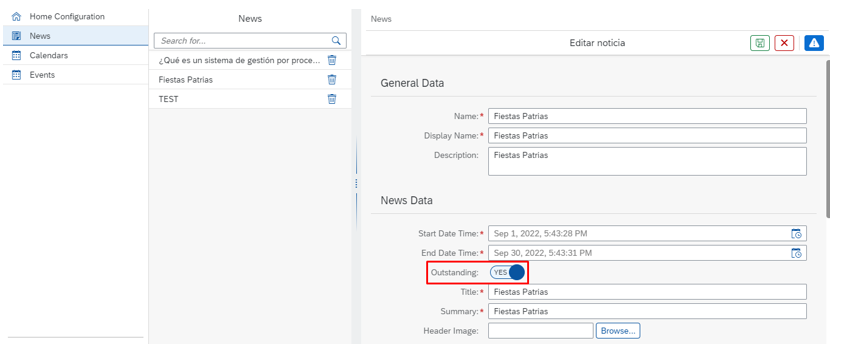 Home Configuration
News
Calendars
Events
News
Search for...
¿Qué es un sistema de gestión por proce...
Fiestas Patrias
TEST
News
Editar noticia
General Data
Name:* Fiestas Patrias
Display Name:* Fiestas Patrias
Description: Fiestas Patrias
News Data
Start Date Time:* Sep 1, 2022, 5:43:28 PM
End Date Time:* Sep 30, 2022, 5:43:31 PM
Outstanding: YES
Title:* Fiestas Patrias
Summary:* Fiestas Patrias
Header Image: Browse...